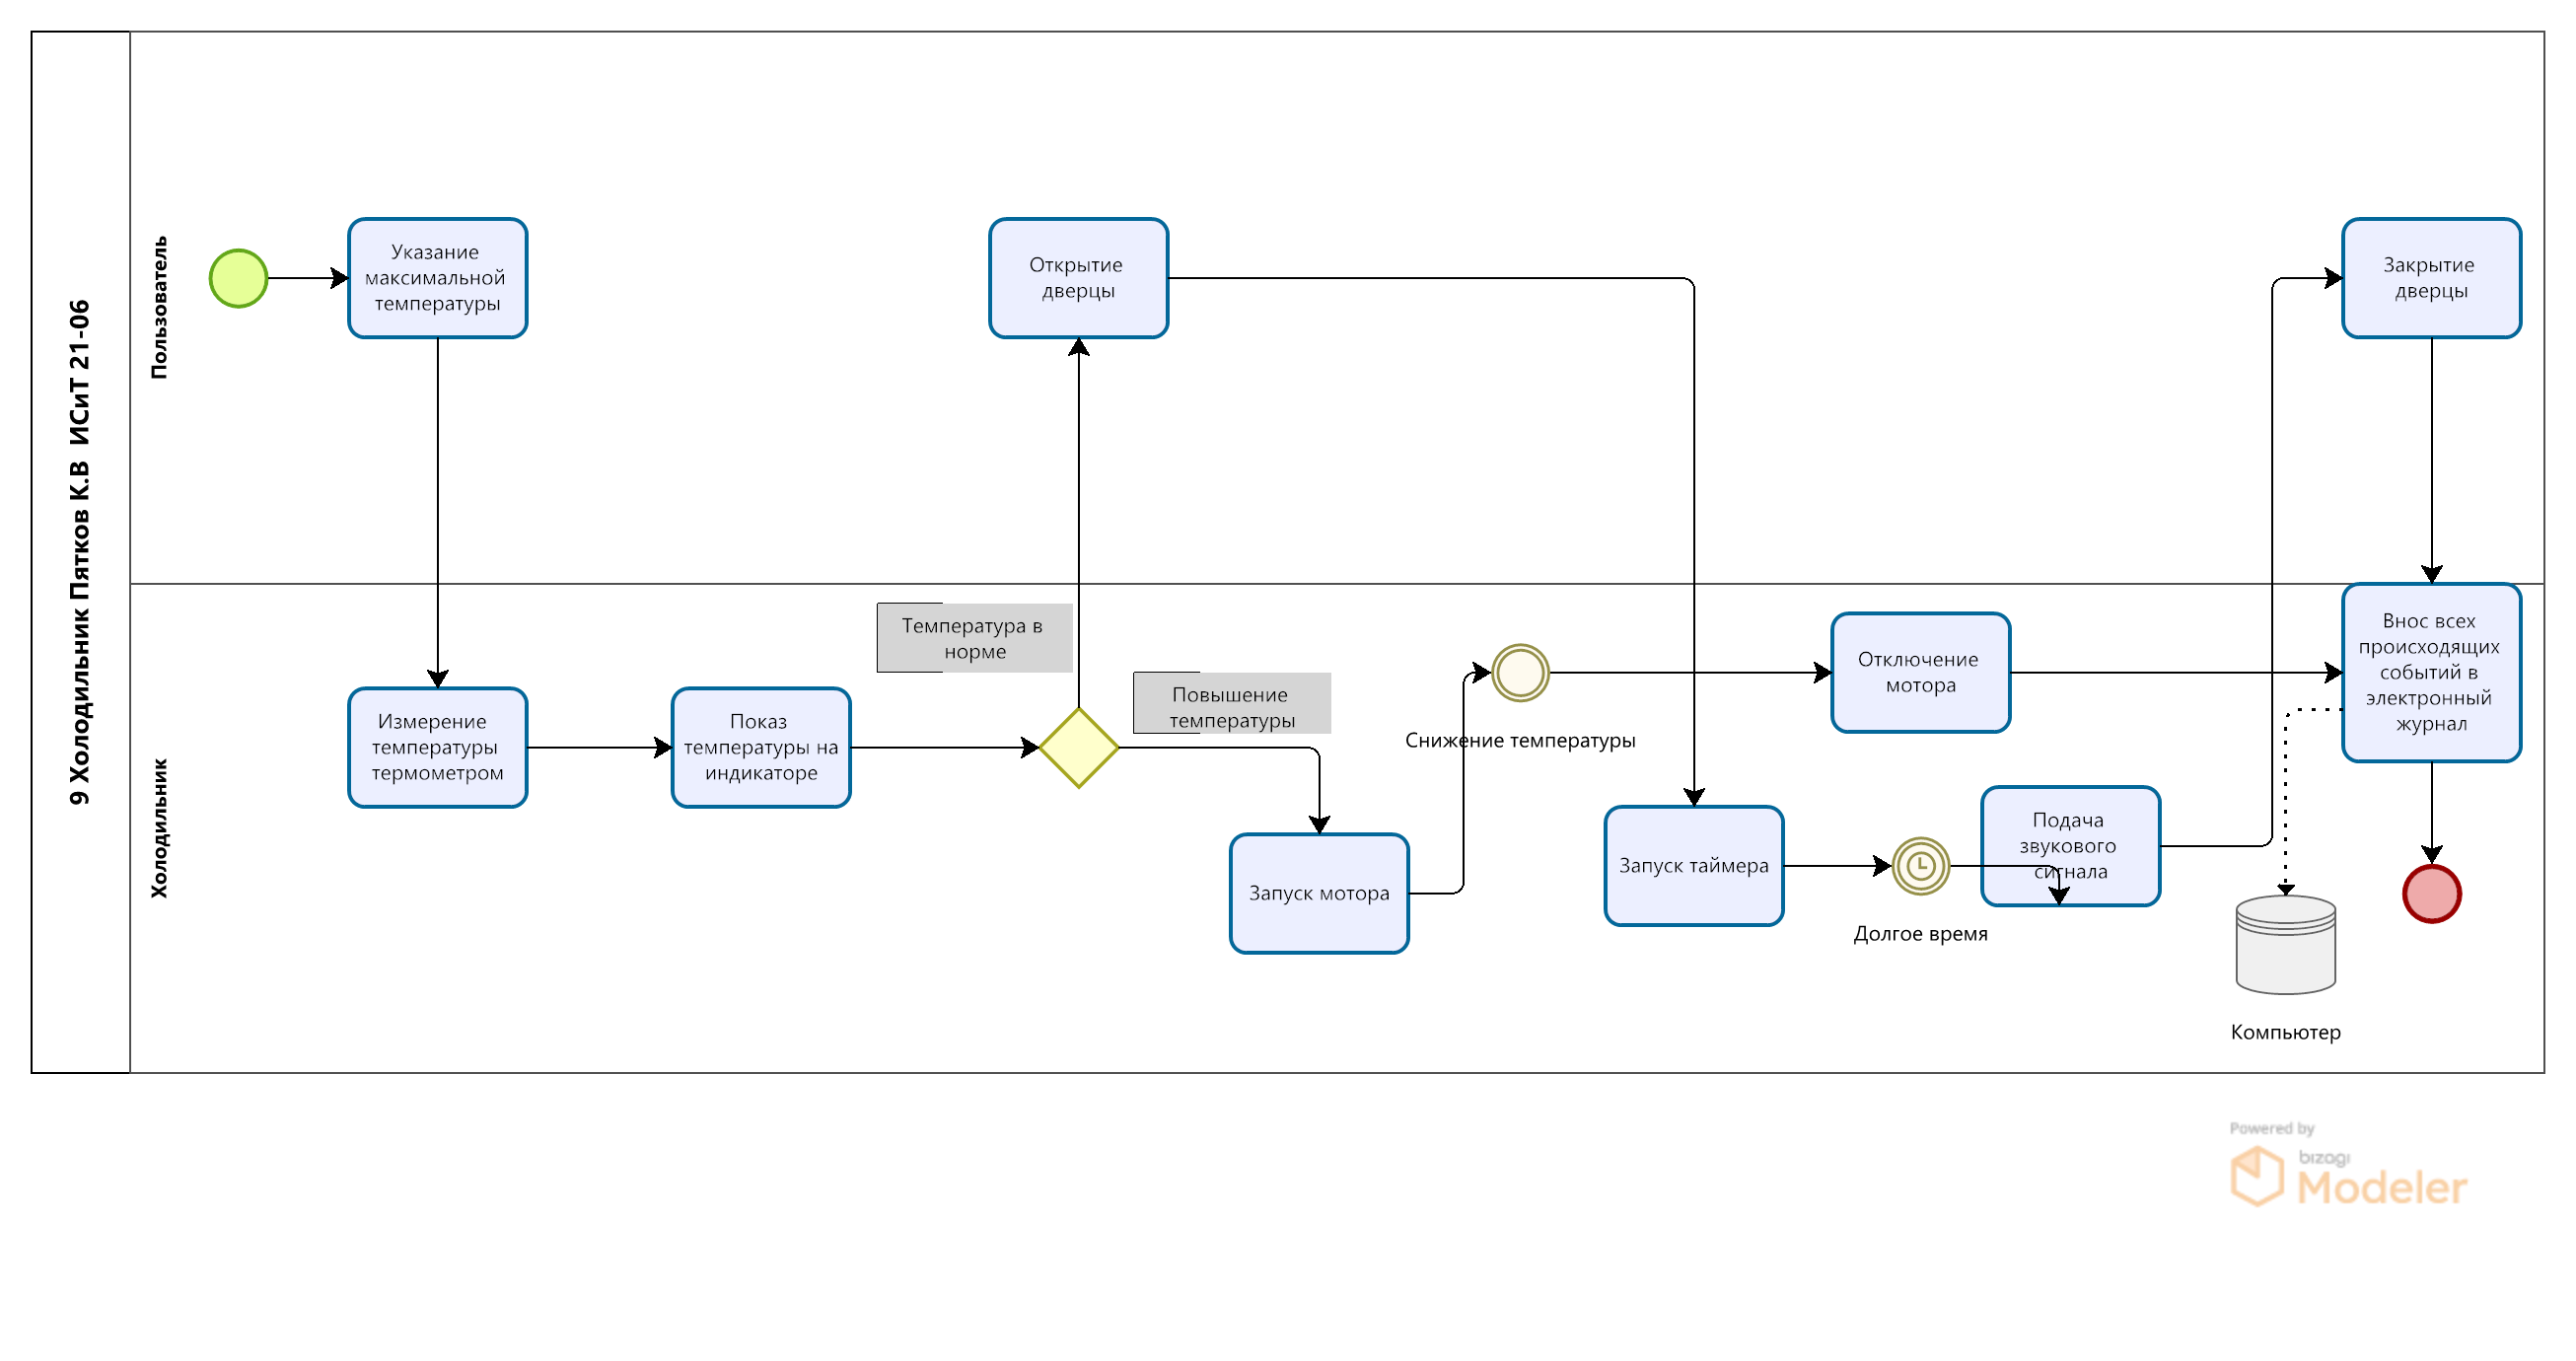 9 Холодильник Пятков К.В  ИСиТ 21-06
Пользователь
Указание
максимальной
температуры
Открытие
дверцы
Закрытие
дверцы
Холодильник
Измерение
температуры
термометром
Показ
температуры на
индикаторе
Температура в
норме
Повышение
температуры
Запуск мотора
Снижение температуры
Отключение
мотора
Запуск таймера
Долгое время
Подача
звукового
сигнала
Внос всех
происходящих
событий в
электронный
журнал
Компьютер
Powered by
bizagi
Modeler